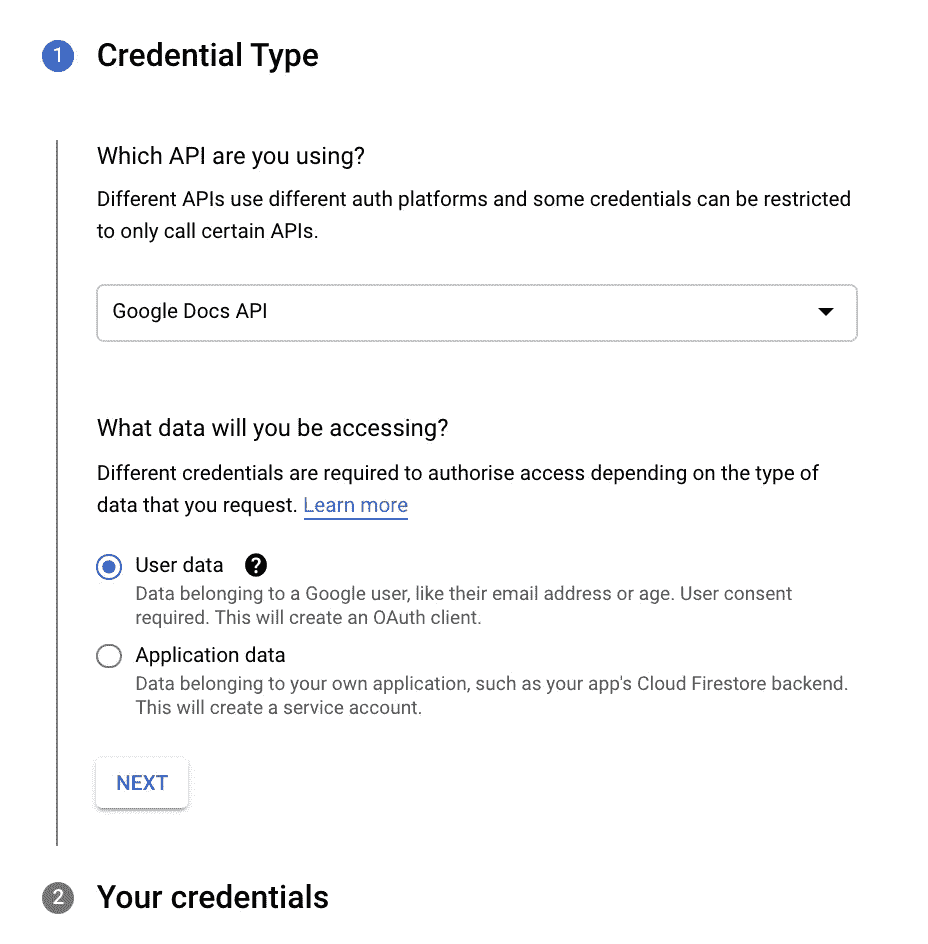 1 Credential Type
Which API are you using?
Different APIs use different auth platforms and some credentials can be restricted
to only call certain APIs.
Google Docs API
What data will you be accessing?
Different credentials are required to authorise access depending on the type of
data that you request. Learn more
User data ?
Data belonging to a Google user, like their email address or age. User consent
required. This will create an OAuth client.
Application data
Data belonging to your own application, such as your app's Cloud Firestore backend.
This will create a service account.
NEXT
2 Your credentials